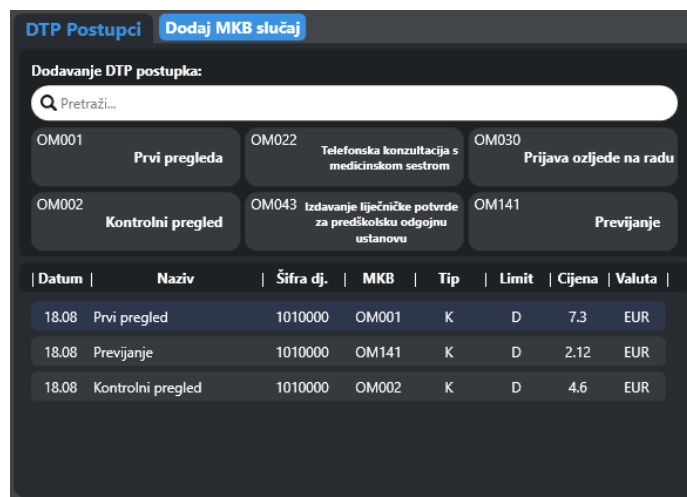 DTP Postupci Dodaj MKB slučaj
Dodavanje DTP postupka:
Pretraži...
OM001
Prvi pregleda
OM022
Telefonska konzultacija s
medicinskom sestrom
OM030
Prijava ozljede na radu
OM002
Kontrolni pregled
OM043
Izdavanje liječničke potvrde
za predškolsku odgojnu
ustanovu
OM141
Previjanje
| Datum | Naziv | Šifra dj. | MKB | Tip | Limit | Cijena | Valuta |
18.08 Prvi pregled 1010000 OM001 K D 7.3 EUR
18.08 Previjanje 1010000 OM141 K D 2.12 EUR
18.08 Kontrolni pregled 1010000 OM002 K D 4.6 EUR